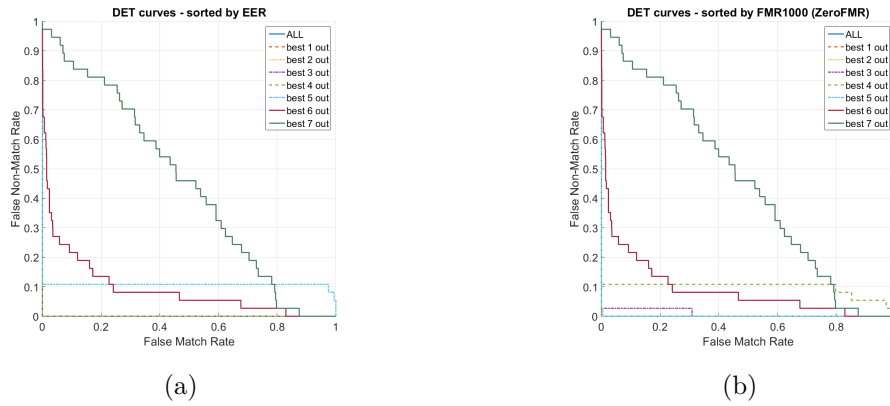 DET curves - sorted by EER
1
0.9
0.8
0.7
0.6
0.5
0.4
0.3
0.2
0.1
0
False Non-Match Rate
ALL
best 1 out
best 2 out
best 3 out
best 4 out
best 5 out
best 6 out
best 7 out
0 0.2 0.4 0.6 0.8 1
False Match Rate
(a)
DET curves - sorted by FMR1000 (ZeroFMR)
1
0.9
0.8
0.7
0.6
0.5
0.4
0.3
0.2
0.1
0
False Non-Match Rate
ALL
best 1 out
best 2 out
best 3 out
best 4 out
best 5 out
best 6 out
best 7 out
0 0.2 0.4 0.6 0.8
False Match Rate
(b)